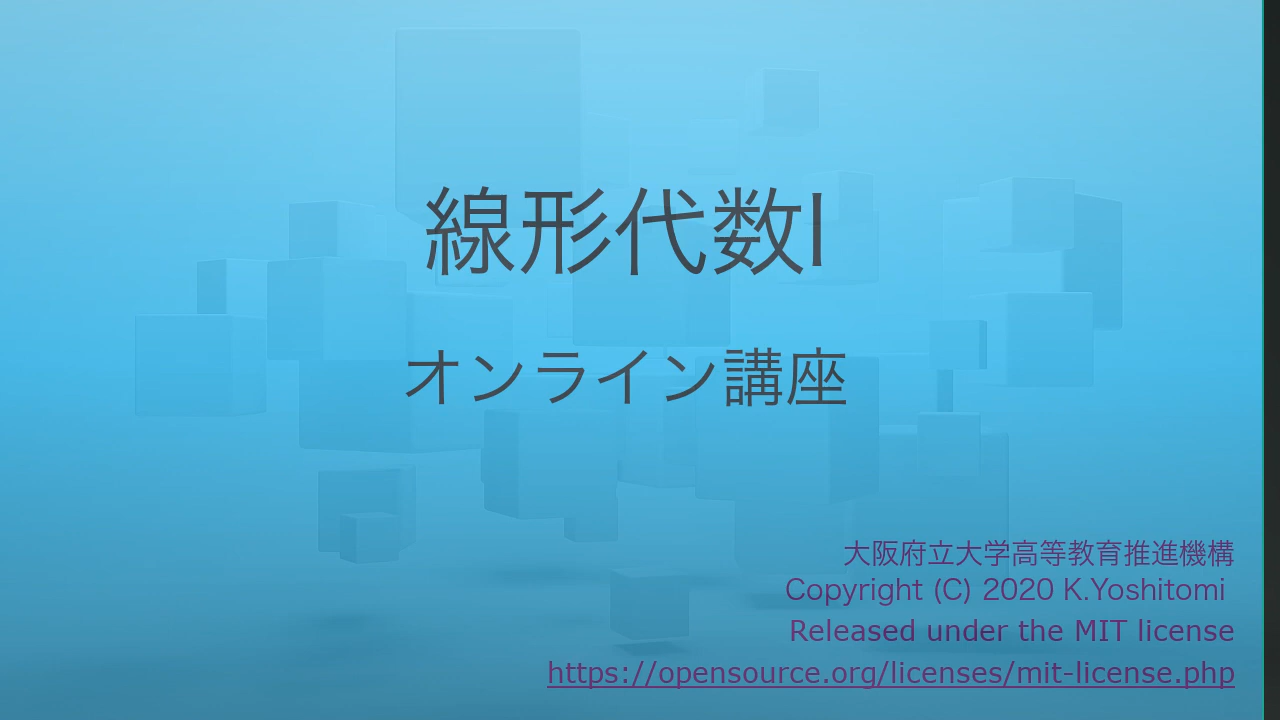 線形代数I
オンライン講座
大阪府立大学高等教育推進機構
Copyright (C) 2020 K.Yoshitomi
Released under the MIT license
https://opensource.org/licenses/mit-license.php